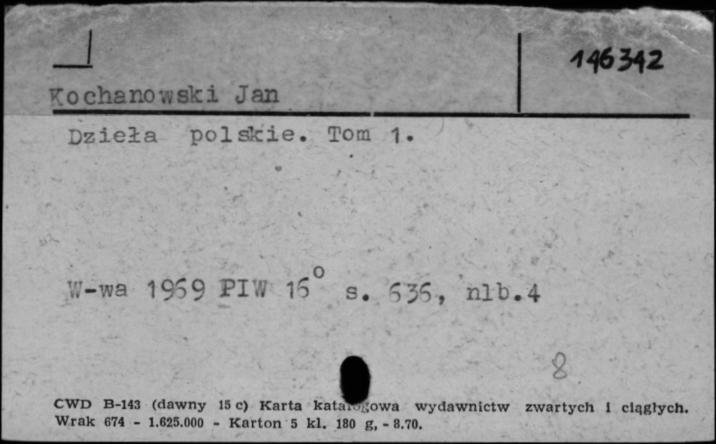 146342
Kochanowski Jan
Dzieła polskie. Tom 1.
W-wa 1969 PIW 16° s. 636, nlb.4
8
CWD B-143 (dawny 15 c) Karta katalogowa wydawnictw zwartych i ciągłych.
Wrak 674 - 1.625.000 - Karton 5 kl. 180 g, - 8.70.